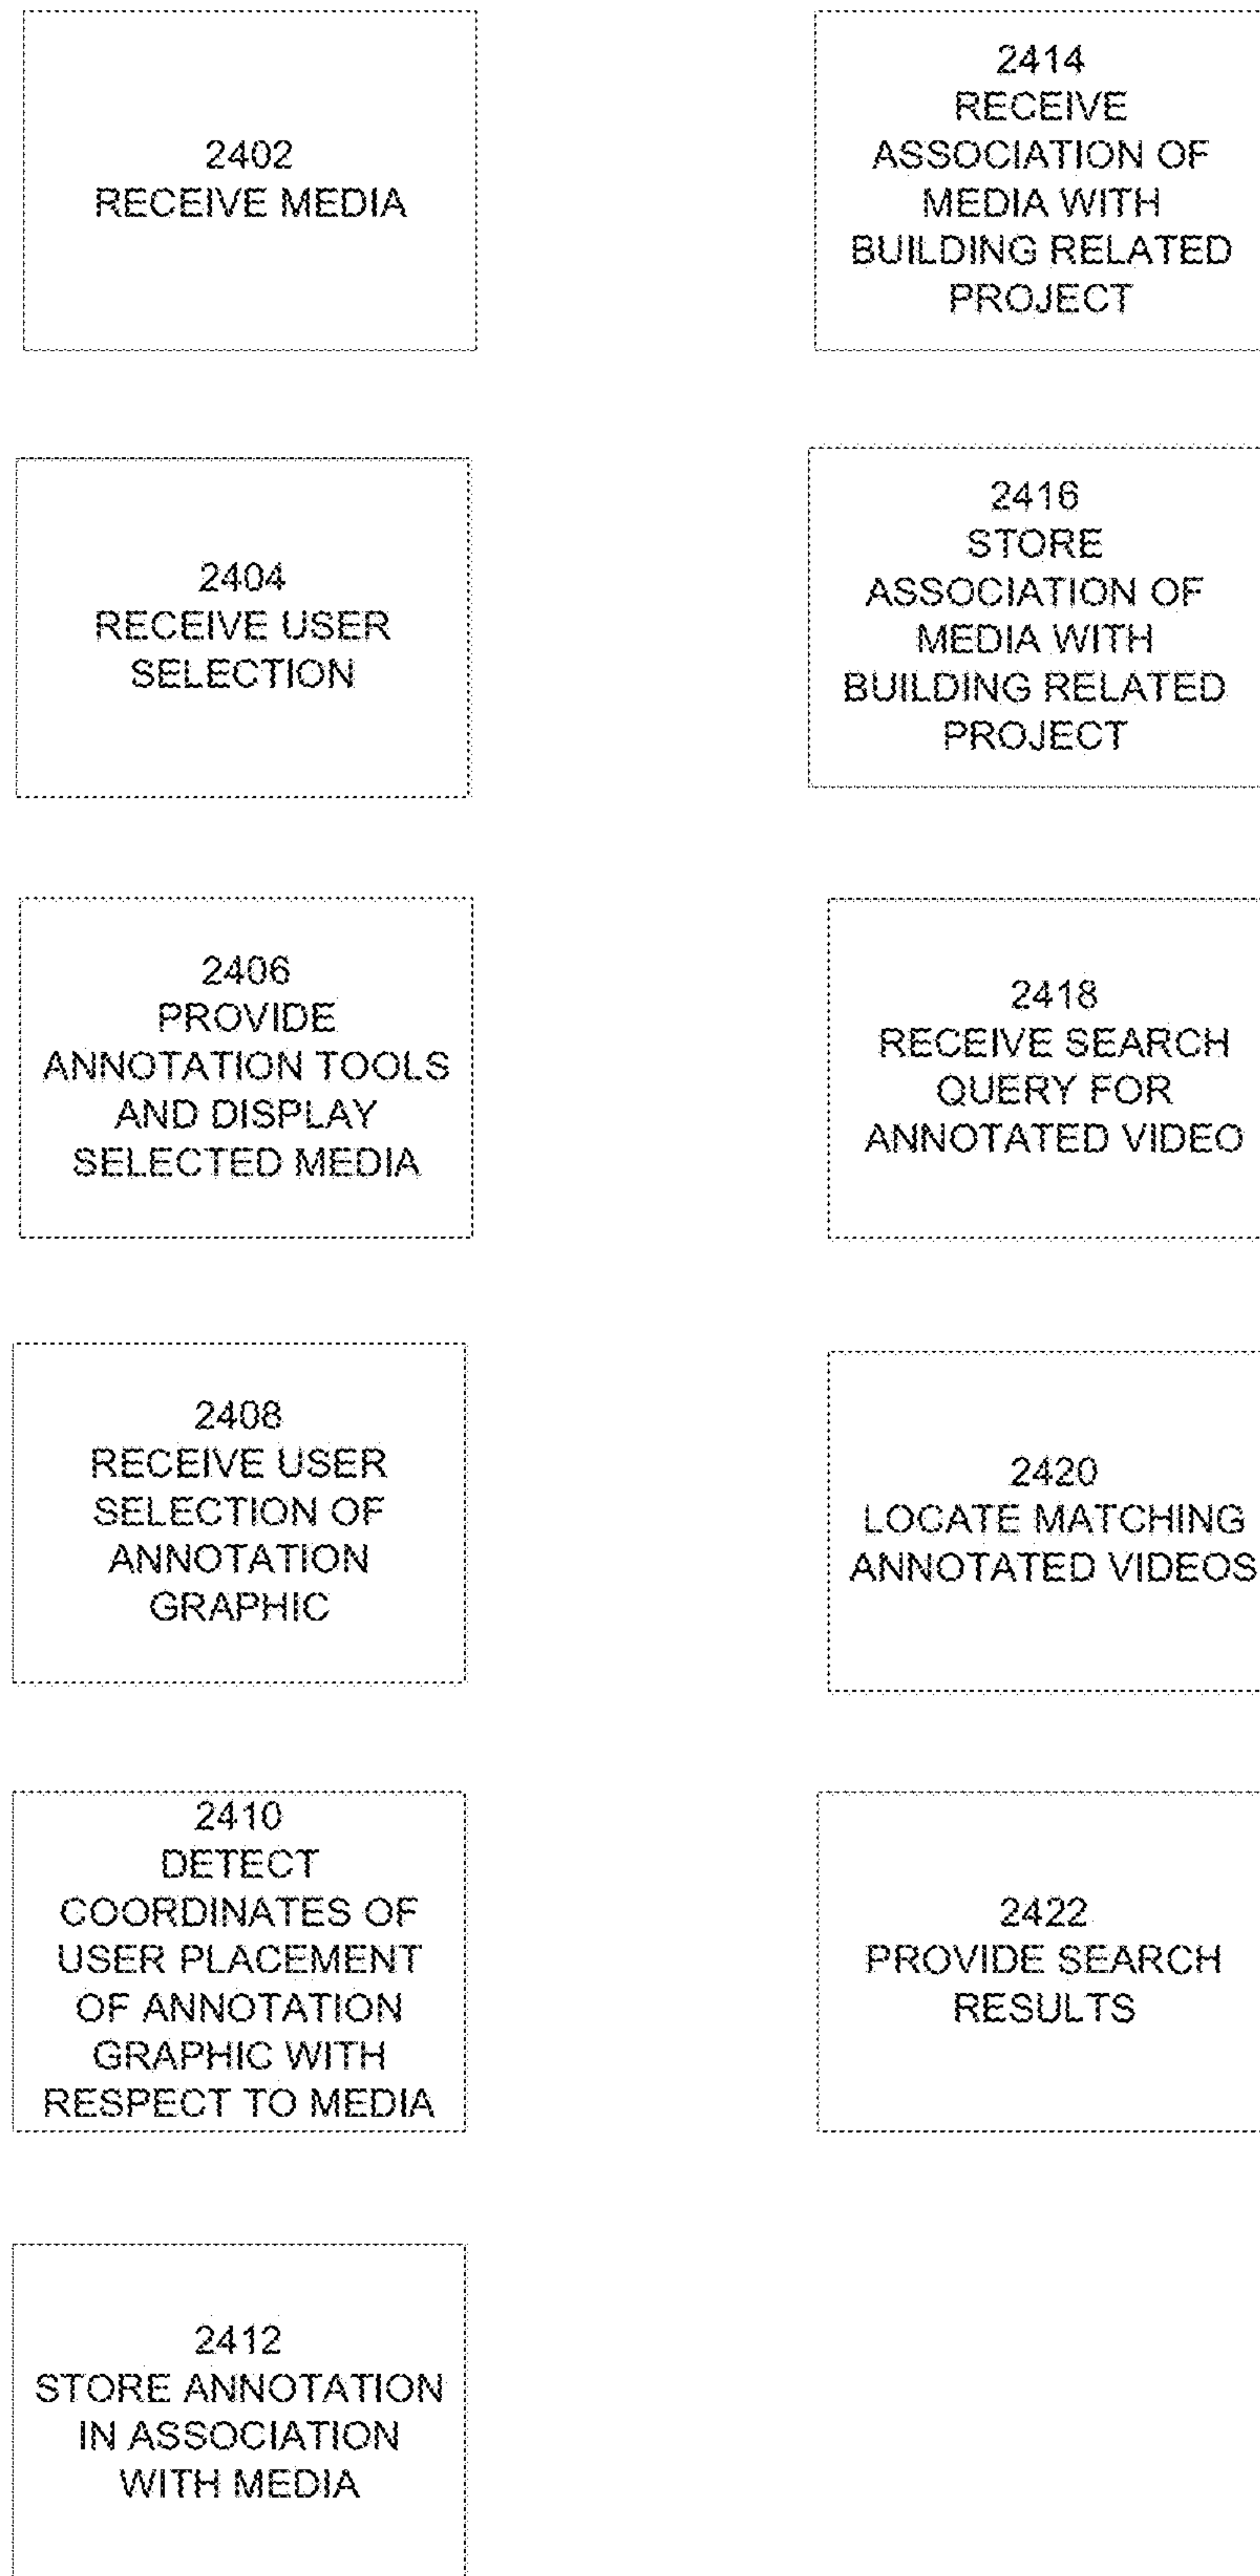 2402
RECEIVE MEDIA
2404
RECEIVE USER
SELECTION
2406
PROVIDE
ANNOTATION TOOLS
AND DISPLAY
SELECTED MEDIA
2408
RECEIVE USER
SELECTION OF
ANNOTATION
GRAPHIC
2410
DETECT
COORDINATES OF
USER PLACEMENT
OF ANNOTATION
GRAPHIC WITH
RESPECT TO MEDIA
2412
STORE ANNOTATION
IN ASSOCIATION
WITH MEDIA
2414
RECEIVE
ASSOCIATION OF
MEDIA WITH
BUILDING RELATED
PROJECT
2416
STORE
ASSOCIATION OF
MEDIA WITH
BUILDING RELATED
PROJECT
2418
RECEIVE SEARCH
QUERY FOR
ANNOTATED VIDEO
2420
LOCATE MATCHING
ANNOTATED VIDEOS
2422
PROVIDE SEARCH
RESULTS